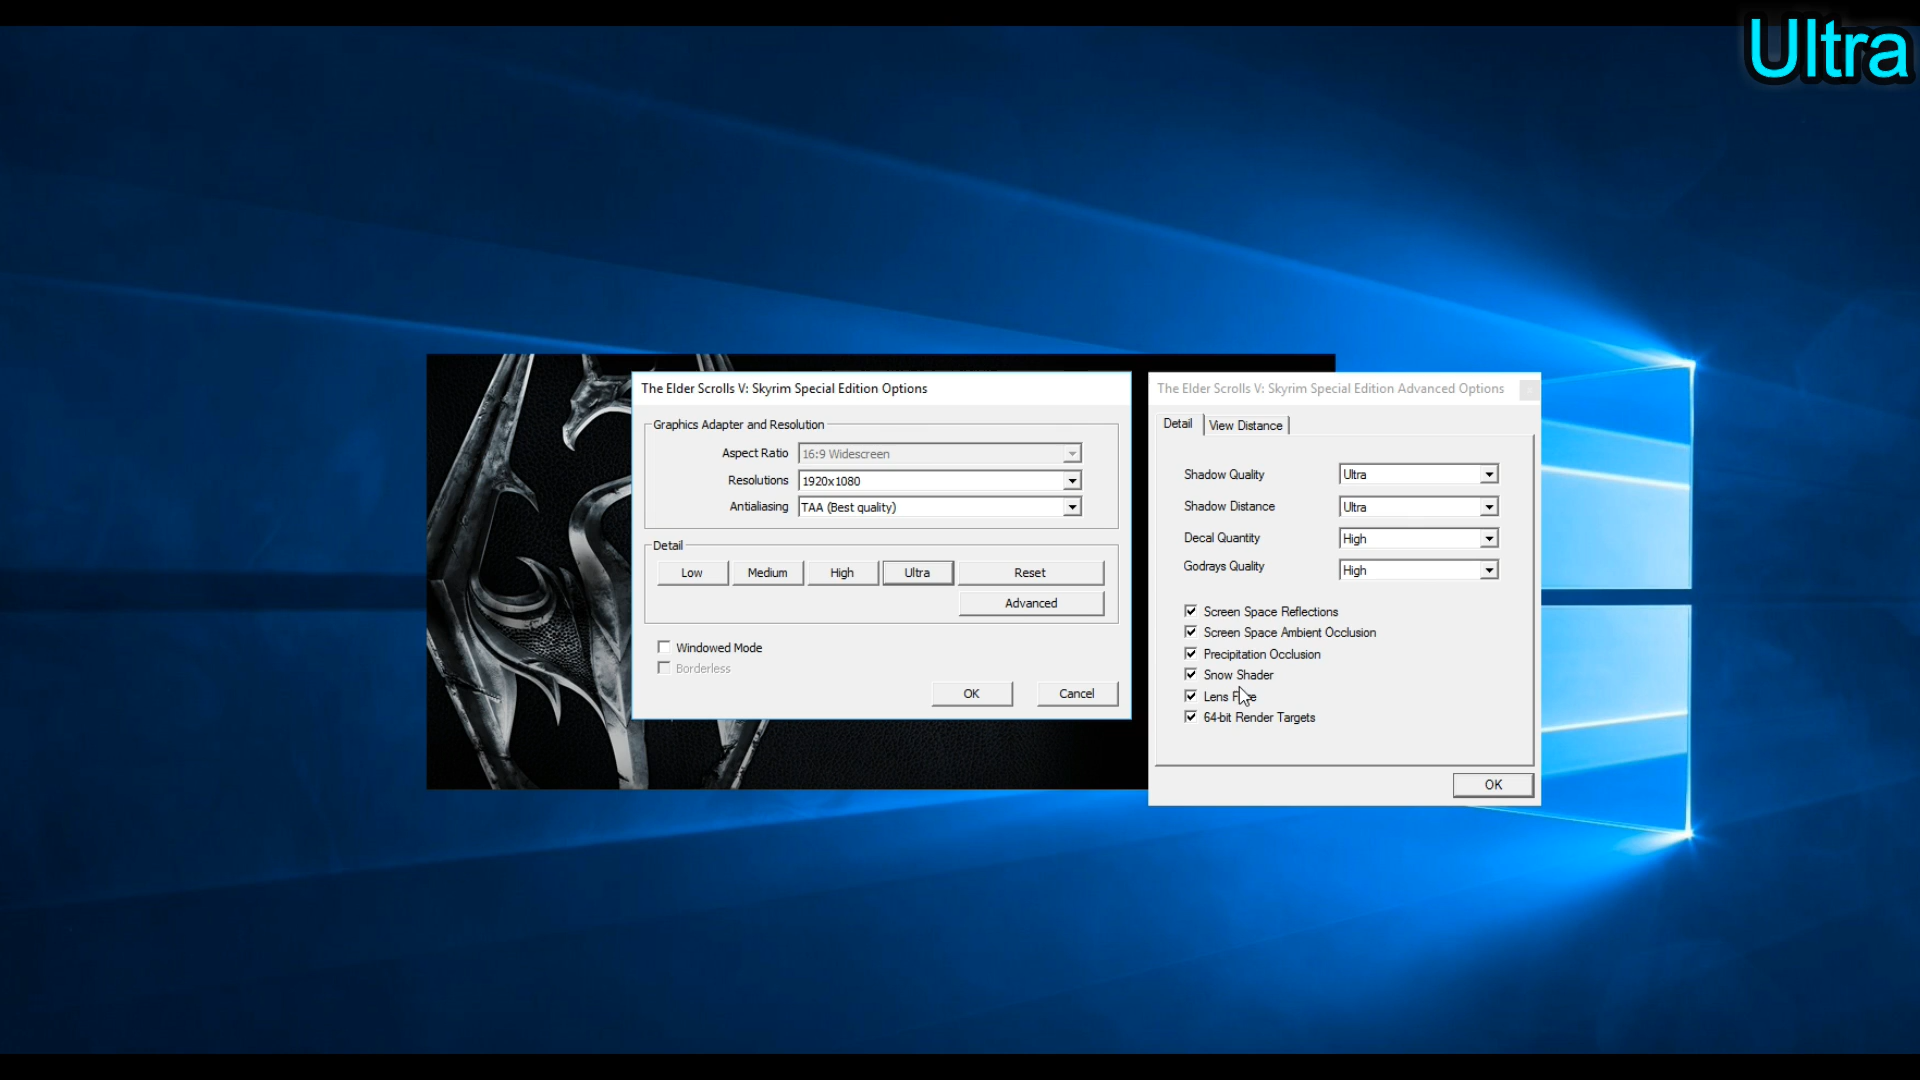 Ultra
The Elder Scrolls V: Skyrim Special Edition Options
Graphics Adapter and Resolution
Aspect Ratio 16:9 Widescreen
Resolutions 1920x1080
Antialiasing TAA (Best quality)
Detail
Low Medium High Ultra Reset
Advanced
Windowed Mode
Borderless
OK Cancel
The Elder Scrolls V: Skyrim Special Edition Advanced Options
Detail View Distance
Shadow Quality Ultra
Shadow Distance Ultra
Decal Quantity High
Godrays Quality High
Screen Space Reflections
Screen Space Ambient Occlusion
Precipitation Occlusion
Snow Shader
Lens
64-bit Render Targets
OK